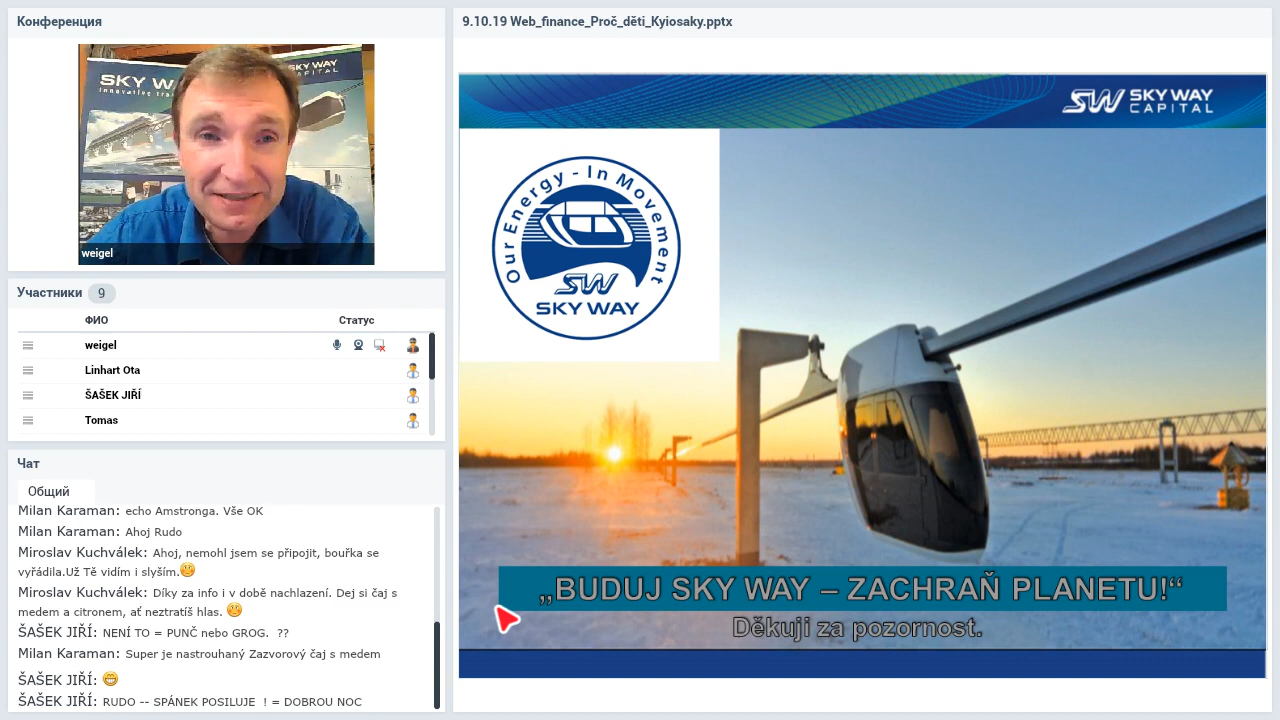 Конференция
SKY W
innovative tra
SKY WAY
CAPITAL
weigel
Участники 9
ФИО Статус
weigel
Linhart Ota
ŠAŠEK JIŘÍ
Tomas
Чат
Общий
Milan Karaman: echo Amstronga. Vše OK
Milan Karaman: Ahoj Rudo
Miroslav Kuchválek: Ahoj, nemohl jsem se připojit, bouřka se
vyřádila.Už Tě vidím i slyším.
Miroslav Kuchválek: Díky za info i v době nachlazení. Dej si čaj s
medem a citronem, ať neztratíš hlas.
ŠAŠEK JIŘÍ: NENÍ TO = PUNČ nebo GROG. ??
Milan Karaman: Super je nastrouhaný Zazvorový čaj s medem
ŠAŠEK JIŘÍ:
ŠAŠEK JIŘÍ: RUDO -- SPÁNEK POSILUJE ! = DOBROU NOC
9.10.19 Web_finance_Proč_děti_Kyiosaky.pptx
SW SKY WAY
CAPITAL
Our Energy - In Movement
SW
SKY WAY
„BUDUJ SKY WAY – ZACHRAŇ PLANETU!“
Děkuji za pozornost.